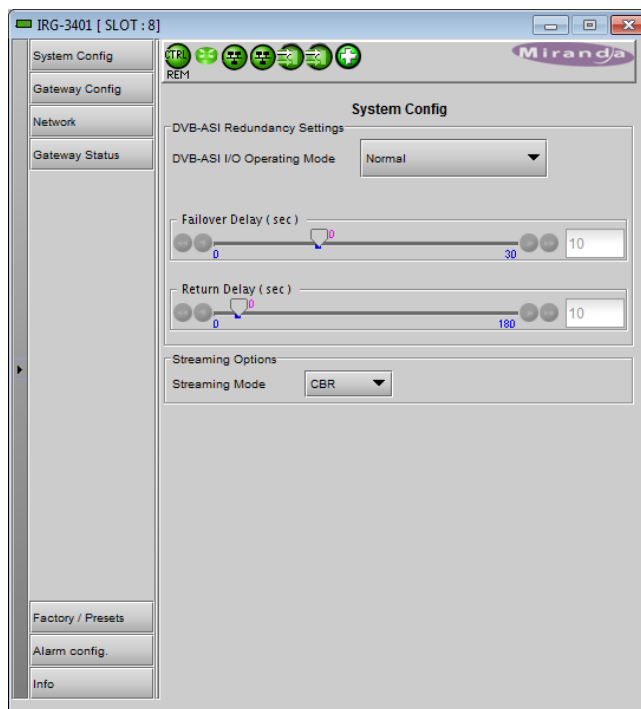 IRG-3401 [ SLOT : 8]
System Config
Gateway Config
Network
Gateway Status
Factory / Presets
Alarm config.
Info
CTRL
REM
Miranda
System Config
DVB-ASI Redundancy Settings
DVB-ASI I/O Operating Mode Normal
Failover Delay ( sec )
0
0 30
10
Return Delay ( sec )
0
0 180
10
Streaming Options
Streaming Mode CBR